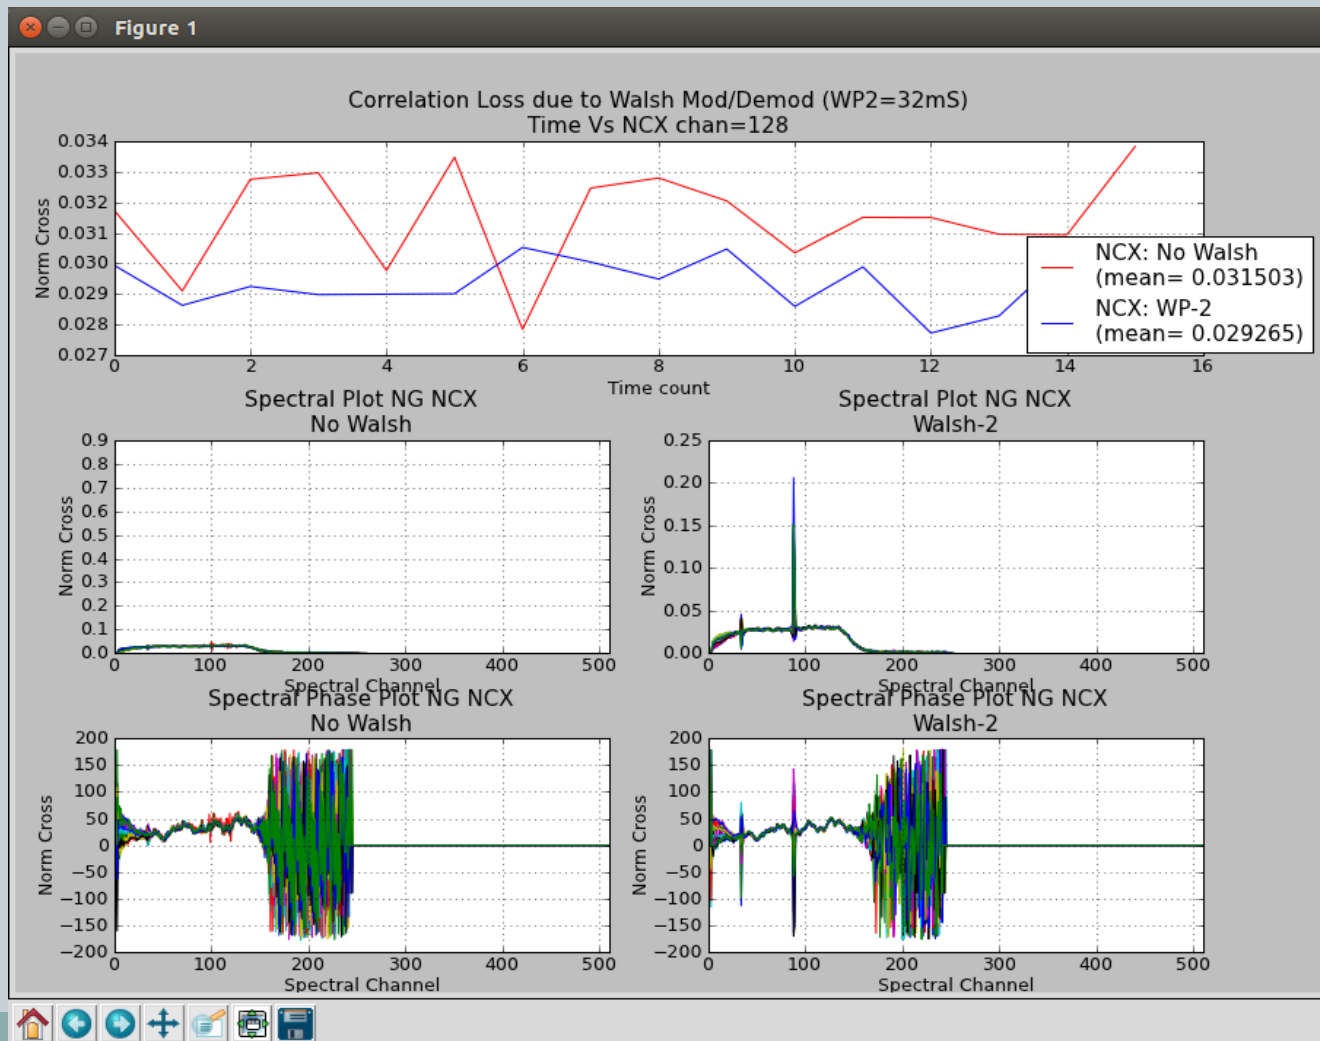 Figure 1
Correlation Loss due to Walsh Mod/Demod (WP2=32mS)
Time Vs NCX chan=128
0.034
0.033
0.032
0.031
0.030
0.029
0.028
0.027
Norm Cross
0 2 4 6 8 10 12 14 16
Time count
NCX: No Walsh
(mean= 0.031503)
NCX: WP-2
(mean= 0.029265)
Spectral Plot NG NCX
No Walsh
0.9
0.8
0.7
0.6
0.5
0.4
0.3
0.2
0.1
0.0
Norm Cross
0 100 200 300 400 500
Spectral Channel
Spectral Plot NG NCX
Walsh-2
0.25
0.20
0.15
0.10
0.05
0.00
Norm Cross
0 100 200 300 400 500
Spectral Channel
Spectral Phase Plot NG NCX
No Walsh
200
150
100
50
0
−50
−100
−150
−200
Norm Cross
0 100 200 300 400 500
Spectral Channel
Spectral Phase Plot NG NCX
Walsh-2
200
150
100
50
0
−50
−100
−150
−200
Norm Cross
0 100 200 300 400 500
Spectral Channel